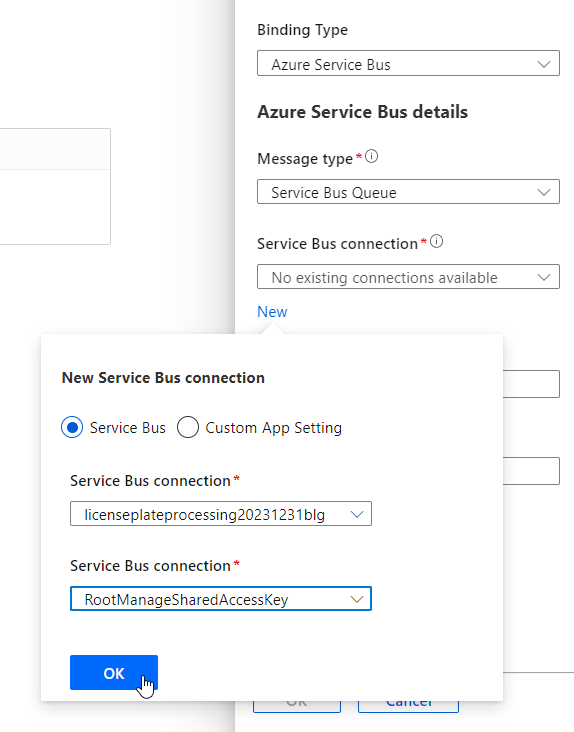 Binding Type
Azure Service Bus
Azure Service Bus details
Message type*
Service Bus Queue
Service Bus connection*
No existing connections available
New
New Service Bus connection
Service Bus
Custom App Setting
Service Bus connection*
licenseplateprocessing20231231blg
Service Bus connection*
RootManageSharedAccessKey
OK
OK
Cancel